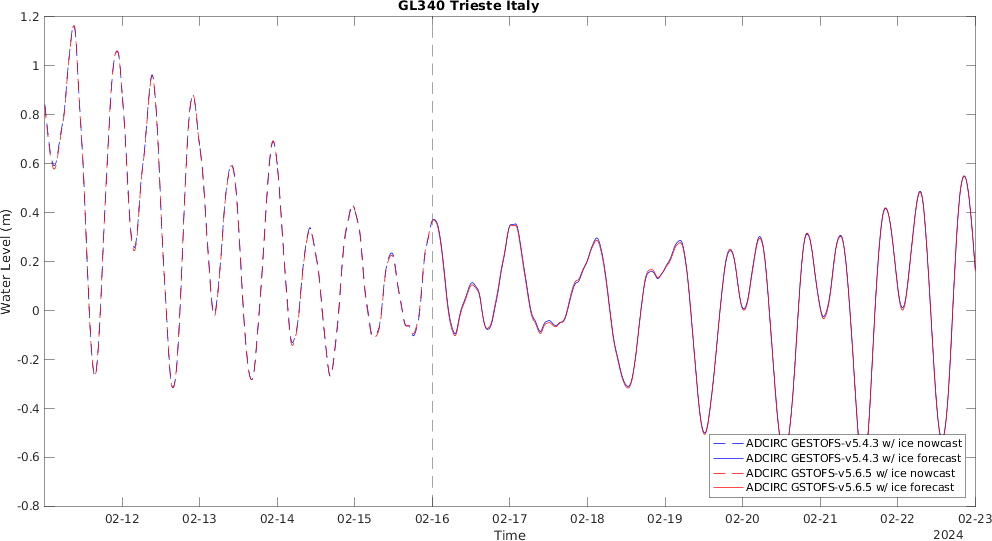 GL340 Trieste Italy
1.2
1
0.8
0.6
0.4
0.2
0
-0.2
-0.4
-0.6
-0.8
Water Level (m)
ADCIRC GESTOFS-v5.4.3 w/ ice nowcast
ADCIRC GESTOFS-v5.4.3 w/ ice forecast
ADCIRC GSTOFS-v5.6.5 w/ ice nowcast
ADCIRC GSTOFS-v5.6.5 w/ ice forecast
02-12 02-13 02-14 02-15 02-16 02-17 02-18 02-19 02-20 02-21 02-22 02-23
Time
2024